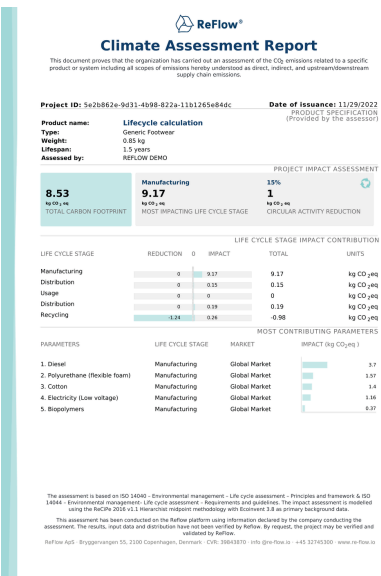 ReFlow®
Climate Assessment Report
This document proves that the organization has carried out an assessment of the CO₂ emissions related to a specific
product or system including all scopes of emissions hereby understood as direct, indirect, and upstream/downstream
supply chain emissions.
Project ID: 5e2b862e-9d31-4b98-822a-11b1265e84dc Date of issuance: 11/29/2022
PRODUCT SPECIFICATION
(Provided by the assessor)
Product name: Lifecycle calculation
Type: Generic Footwear
Weight: 0.85 kg
Lifespan: 1.5 years
Assessed by: REFLOW DEMO
PROJECT IMPACT ASSESSMENT
Manufacturing 15%
8.53 9.17 1
kg CO₂ eq kg CO₂ eq kg CO₂ eq
TOTAL CARBON FOOTPRINT MOST IMPACTING LIFE CYCLE STAGE CIRCULAR ACTIVITY REDUCTION
LIFE CYCLE STAGE IMPACT CONTRIBUTION
LIFE CYCLE STAGE REDUCTION 0 IMPACT TOTAL UNITS
Manufacturing 0 9.17 9.17 kg CO₂eq
Distribution 0 0.15 0.15 kg CO₂eq
Usage 0 0 0 kg CO₂eq
Distribution 0 0.19 0.19 kg CO₂eq
Recycling -1.24 0.26 -0.98 kg CO₂eq
MOST CONTRIBUTING PARAMETERS
PARAMETERS LIFE CYCLE STAGE MARKET IMPACT (kg CO₂eq )
1. Diesel Manufacturing Global Market 3.7
2. Polyurethane (flexible foam) Manufacturing Global Market 1.57
3. Cotton Manufacturing Global Market 1.4
4. Electricity (Low voltage) Manufacturing Global Market 1.16
5. Biopolymers Manufacturing Global Market 0.37
The assessment is based on ISO 14040 – Environmental management – Life cycle assessment – Principles and framework & ISO
14044 – Environmental management– Life cycle assessment – Requirements and guidelines. The impact assessment is modelled
using the ReCiPe 2016 v1.1 Hierarchist midpoint methodology with Ecoinvent 3.8 as primary background data.
This assessment has been conducted on the Reflow platform using information declared by the company conducting the
assessment. The results, input data and distribution have not been verified by Reflow. By request, the project may be verified and
validated by Reflow.
ReFlow ApS · Bryggervangen 55, 2100 Copenhagen, Denmark · CVR: 39843870 · info @re-flow.io · +45 32745300 · www.re-flow.io